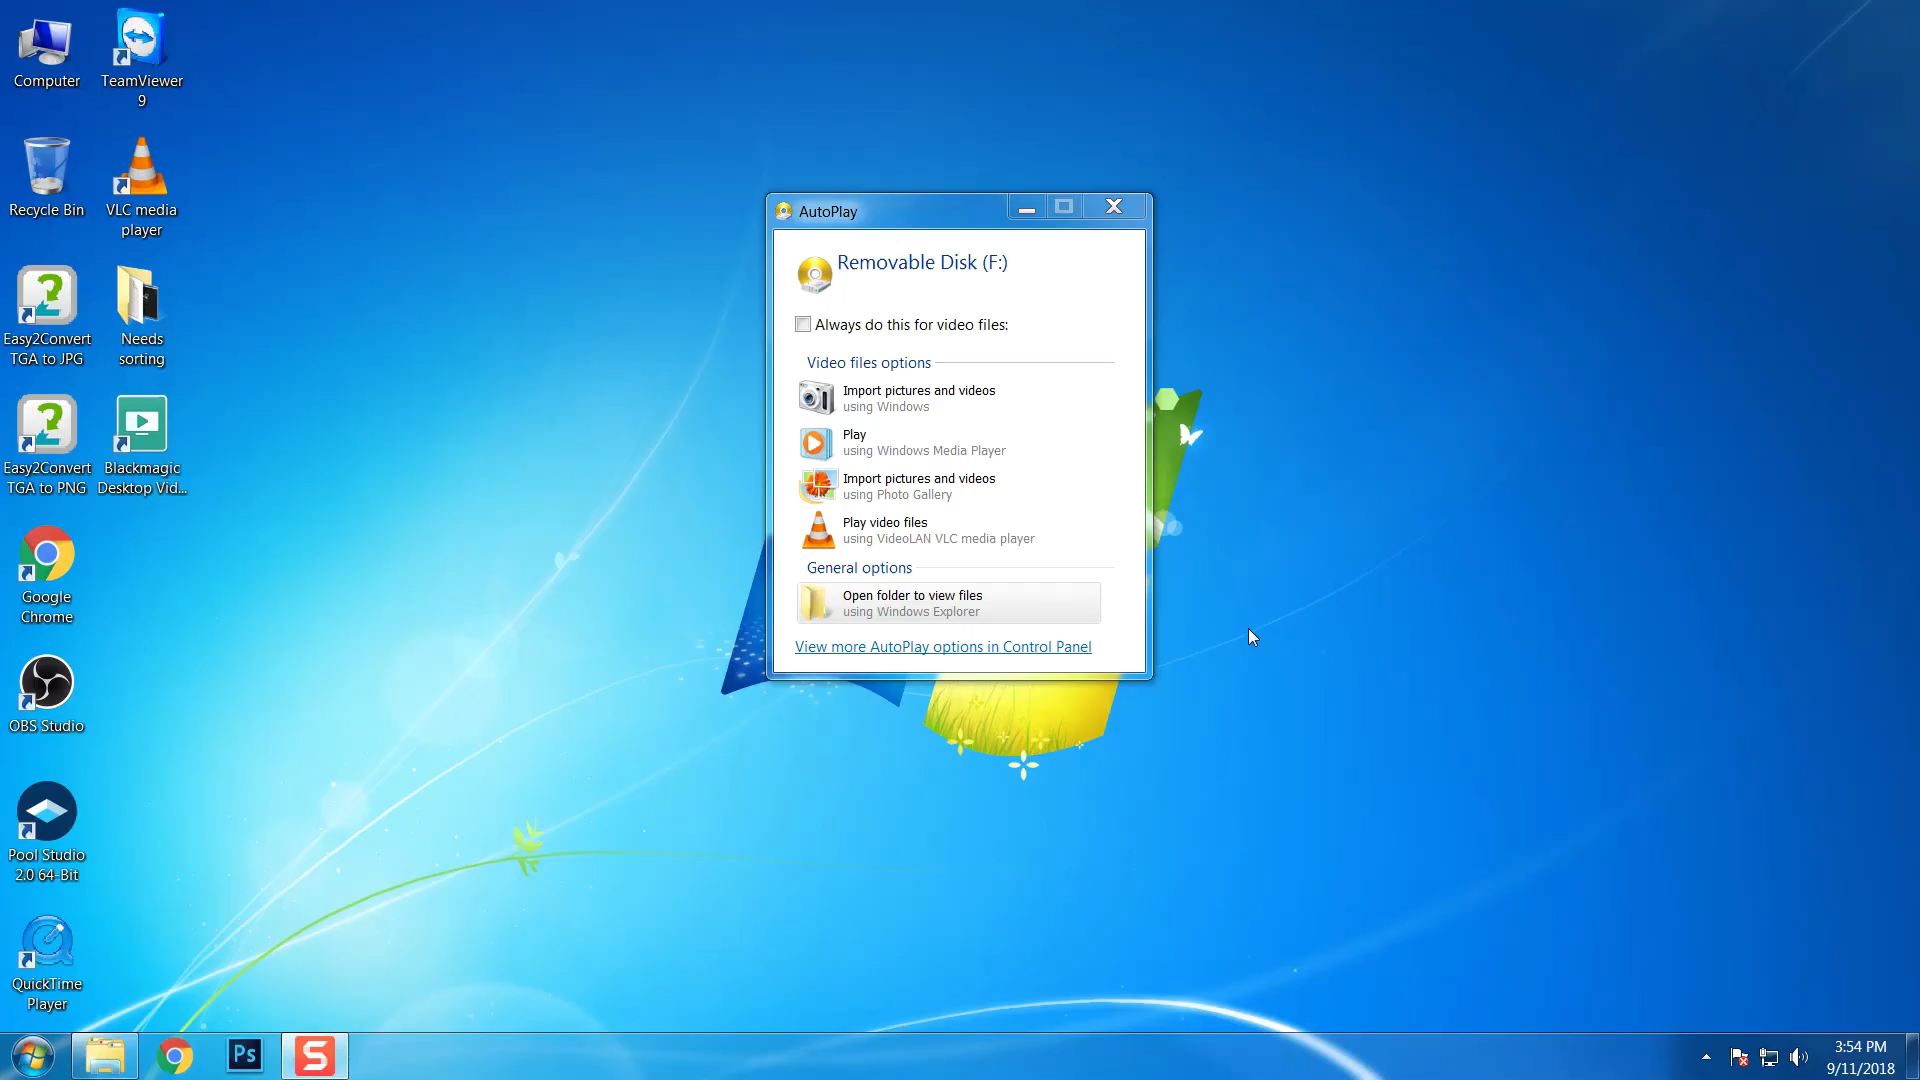 Computer
TeamViewer
9
Recycle Bin
VLC media
player
Easy2Convert
TGA to JPG
Needs
sorting
Easy2Convert
TGA to PNG
Blackmagic
Desktop Vid...
Google
Chrome
OBS Studio
Pool Studio
2.0 64-Bit
QuickTime
Player
AutoPlay
Removable Disk (F:)
Always do this for video files:
Video files options
Import pictures and videos
using Windows
Play
using Windows Media Player
Import pictures and videos
using Photo Gallery
Play video files
using VideoLAN VLC media player
General options
Open folder to view files
using Windows Explorer
View more AutoPlay options in Control Panel
Ps
S
3:54 PM
9/11/2018